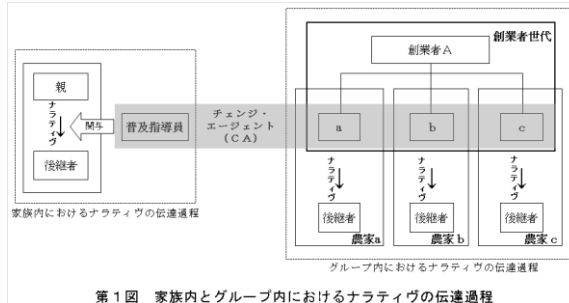 創業者世代
創業者A
親
ナラティヴ
関与
後継者
普及指導員
チェンジ・
エージェント
(CA)
a
b
c
ナラティヴ
ナラティヴ
ナラティヴ
後継者
後継者
後継者
農家a
農家b
農家c
家族内におけるナラティヴの伝達過程
グループ内におけるナラティヴの伝達過程
第1図 家族内とグループ内におけるナラティヴの伝達過程